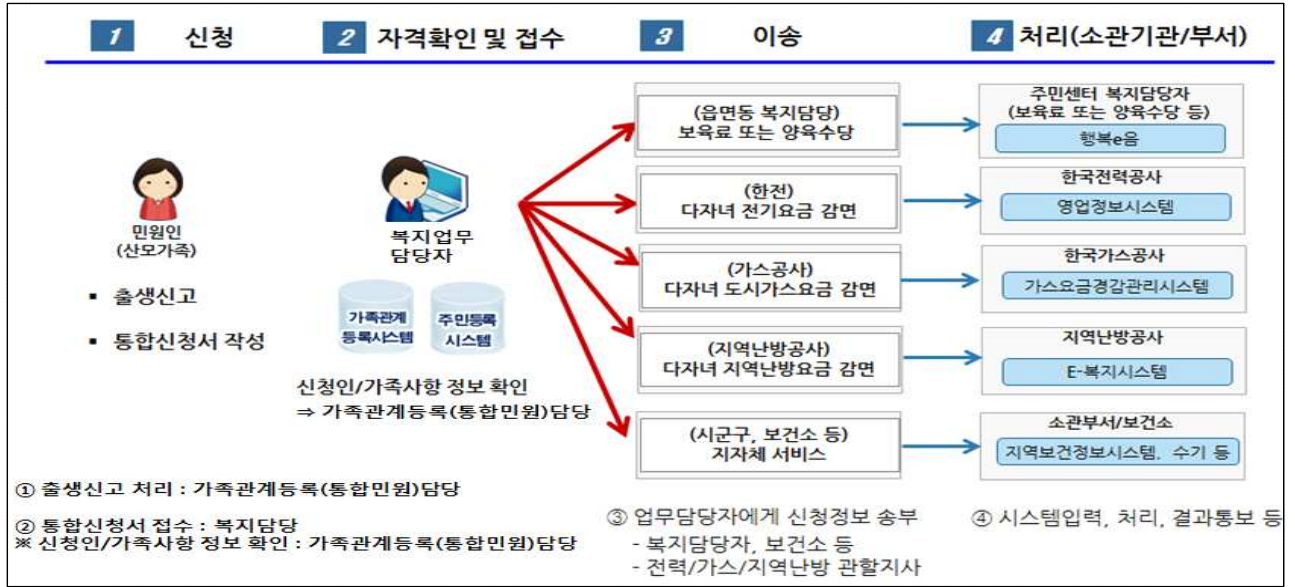 1 신청
2 자격확인 및 접수
3 이송
4 처리(소관기관/부서)
민원인
(산모가족)
▪ 출생신고
▪ 통합신청서 작성
복지업무
담당자
가족관계
등록시스템
주민등록
시스템
신청인/가족사항 정보 확인
⇒ 가족관계등록(통합민원)담당
(읍면동 복지담당)
보육료 또는 양육수당
(한전)
다자녀 전기요금 감면
(가스공사)
다자녀 도시가스요금 감면
(지역난방공사)
다자녀 지역난방요금 감면
(시군구, 보건소 등)
지자체 서비스
주민센터 복지담당자
(보육료 또는 양육수당 등)
행복e음
한국전력공사
영업정보시스템
한국가스공사
가스요금경감관리시스템
지역난방공사
E-복지시스템
소관부서/보건소
지역보건정보시스템, 수기 등
① 출생신고 처리 : 가족관계등록(통합민원)담당
② 통합신청서 접수 : 복지담당
※ 신청인/가족사항 정보 확인 : 가족관계등록(통합민원)담당
③ 업무담당자에게 신청정보 송부
- 복지담당자, 보건소 등
- 전력/가스/지역난방 관할지사
④ 시스템입력, 처리, 결과통보 등